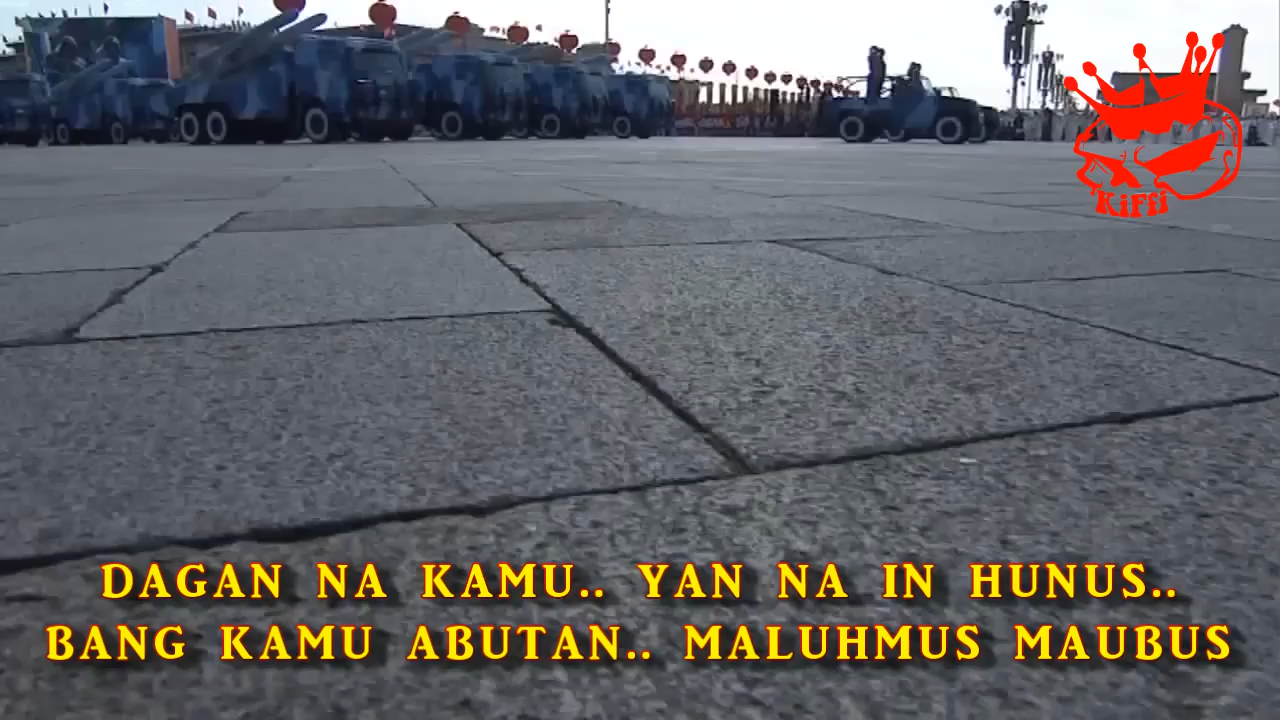 KiFfi
DAGAN NA KAMU.. YAN NA IN HUNUS..
BANG KAMU ABUTAN.. MALUHMUS MAUBUS